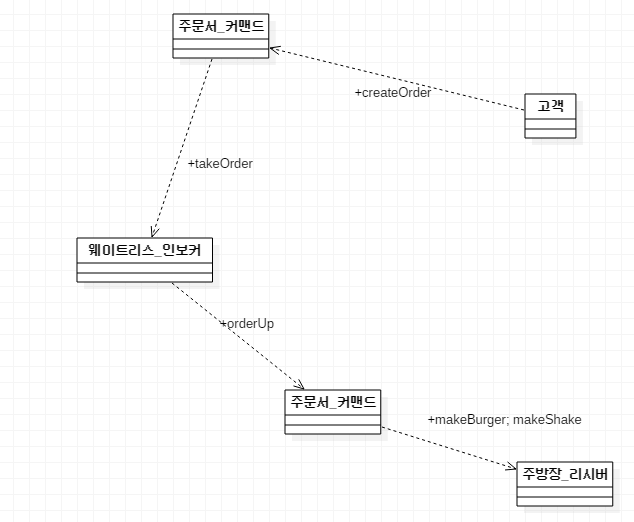 주문서_커맨드
+createOrder
고객
+takeOrder
웨이트리스_인보커
+orderUp
주문서_커맨드
+makeBurger; makeShake
주방장_리시버